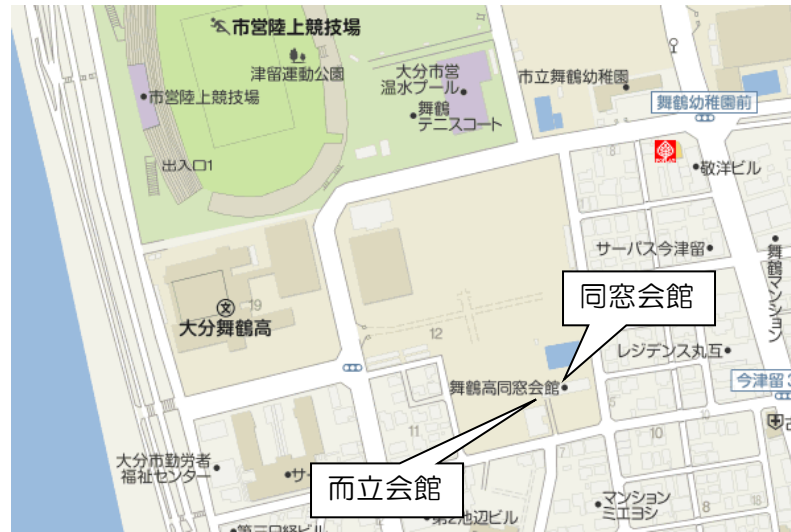 市営陸上競技場
津留運動公園
市営陸上競技場
出入口1
大分市営
温水プール
舞鶴
テニスコート
市立舞鶴幼稚園
舞鶴幼稚園前
8
敬洋ビル
サーパス今津留
舞鶴マンション
同窓会館
文
19
大分舞鶴高
12
レジデンス丸互
今津留3
舞鶴高同窓会館
11
10
7
大分市勤労者
福祉センター
サ
而立会館
マンション
ミエヨシ
8
第2池辺ビル